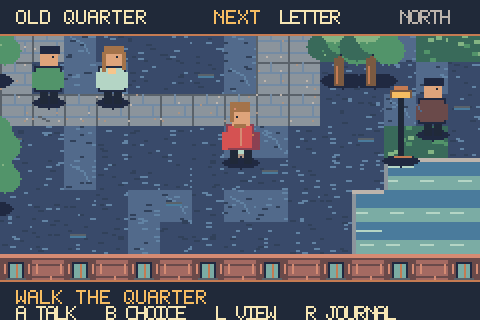 OLD QUARTER NEXT LETTER NORTH
WALK THE QUARTER
A TALK B CHOICE L VIEW R JOURNAL